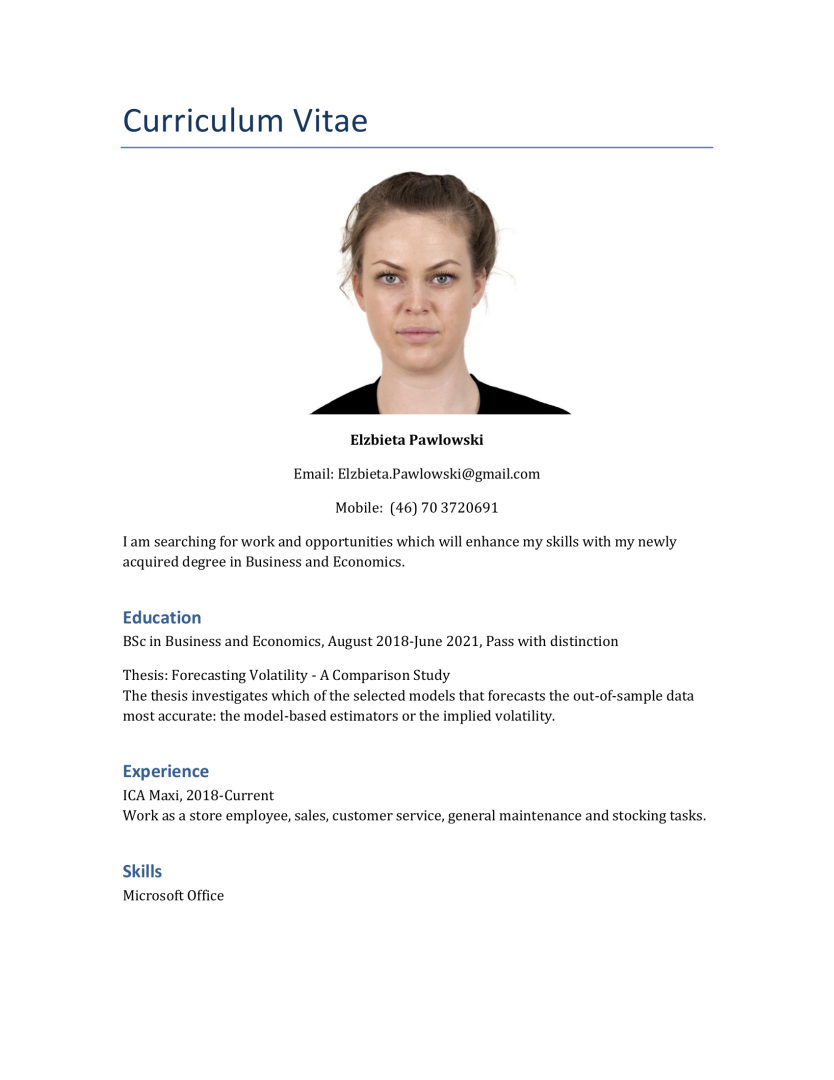 Curriculum Vitae
Elzbieta Pawlowski
Email: Elzbieta.Pawlowski@gmail.com
Mobile:  (46) 70 3720691
I am searching for work and opportunities which will enhance my skills with my newly
acquired degree in Business and Economics.
Education
BSc in Business and Economics, August 2018-June 2021, Pass with distinction
Thesis: Forecasting Volatility - A Comparison Study
The thesis investigates which of the selected models that forecasts the out-of-sample data
most accurate: the model-based estimators or the implied volatility.
Experience
ICA Maxi, 2018-Current
Work as a store employee, sales, customer service, general maintenance and stocking tasks.
Skills
Microsoft Office